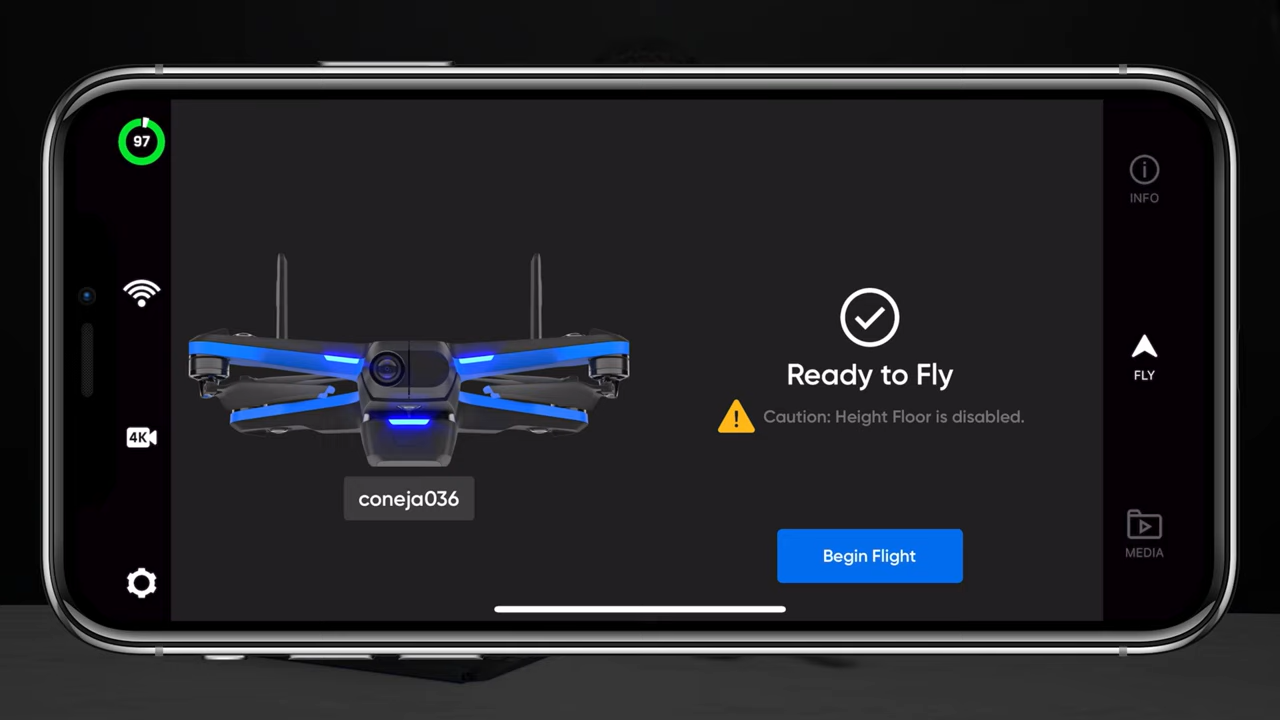 97
4K
coneja036
Ready to Fly
Caution: Height Floor is disabled.
Begin Flight
INFO
FLY
MEDIA